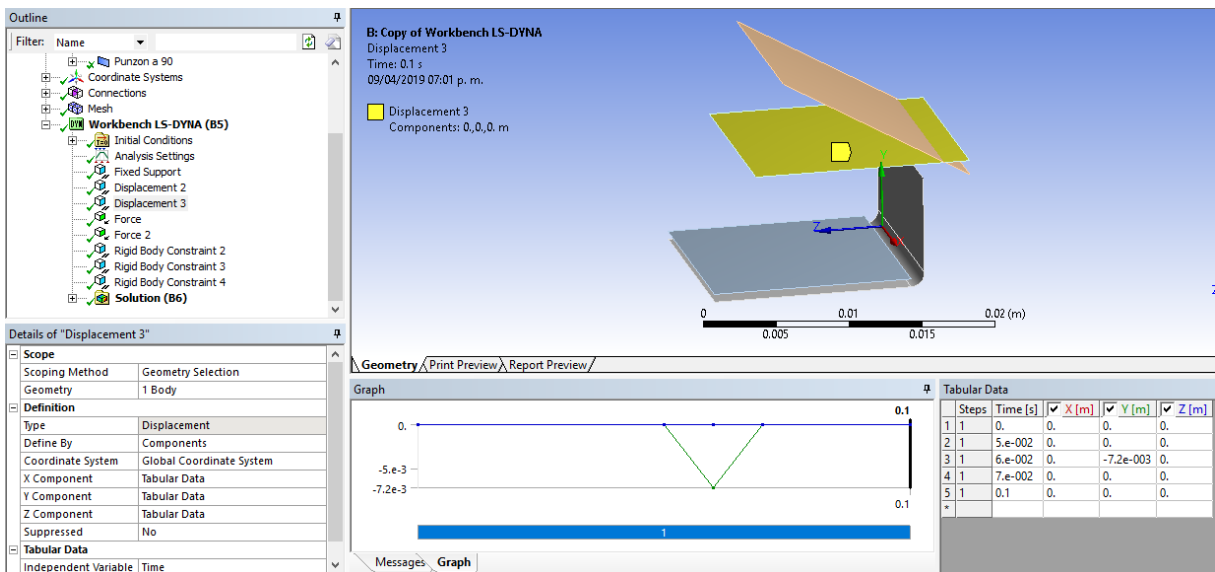 Outline
Filter: Name
Punzon a 90
Coordinate Systems
Connections
Mesh
Workbench LS-DYNA (B5)
Initial Conditions
Analysis Settings
Fixed Support
Displacement 2
Displacement 3
Force
Force 2
Rigid Body Constraint 2
Rigid Body Constraint 3
Rigid Body Constraint 4
Solution (B6)
Details of "Displacement 3"
Scope
Scoping Method Geometry Selection
Geometry 1 Body
Definition
Type Displacement
Define By Components
Coordinate System Global Coordinate System
X Component Tabular Data
Y Component Tabular Data
Z Component Tabular Data
Suppressed No
Tabular Data
Independent Variable Time
B: Copy of Workbench LS-DYNA
Displacement 3
Time: 0.1 s
09/04/2019 07:01 p. m.
Displacement 3
Components: 0.,0.,0. m
Y
Z
Z
0 0.01 0.02 (m)
0.005 0.015
Geometry Print Preview Report Preview
Graph
0.1
0.
-5.e-3
-7.2e-3
0.1
1
Messages Graph
Tabular Data
Steps Time [s] X [m] Y [m] Z [m]
1 1 0. 0. 0. 0.
2 1 5.e-002 0. 0. 0.
3 1 6.e-002 0. -7.2e-003 0.
4 1 7.e-002 0. 0. 0.
5 1 0.1 0. 0. 0.
*